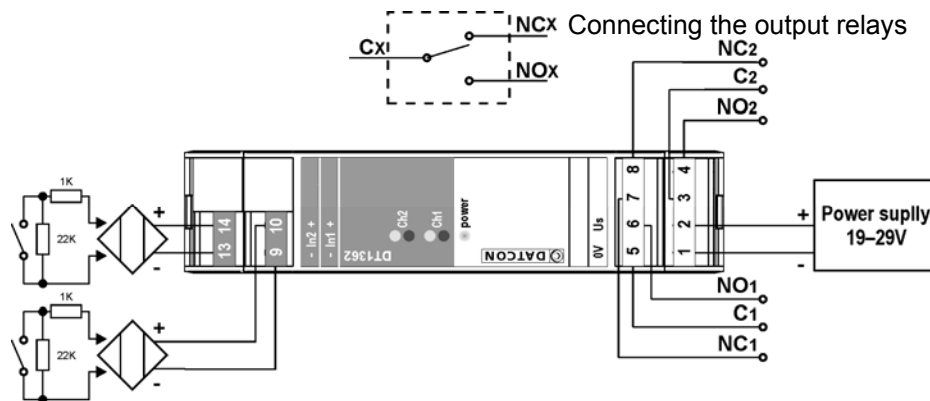 Connecting the output relays
CX
NCX
NOX
NC2
C2
NO2
1K
22K
+
-
14
13
10
9
- In2 +
- In1 +
Ch2
Ch1
power
DT1362
© DATCON
0V Us
8
7
6
5
4
3
2
1
+
-
Power suplly
19–29V
1K
22K
+
-
NO1
C1
NC1